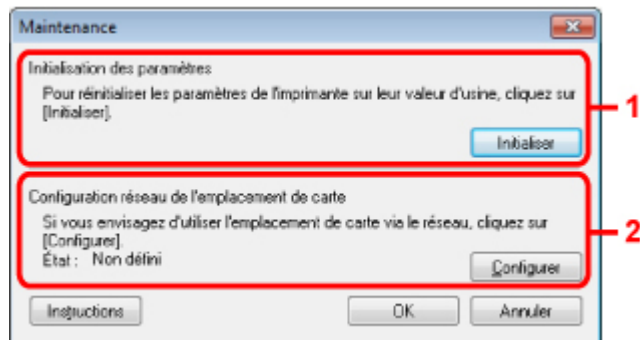 Maintenance
Initialisation des paramètres
Pour réinitialiser les paramètres de l'imprimante sur leur valeur d'usine, cliquez sur
[Initialiser].
1
Initialiser
Configuration réseau de l'emplacement de carte
Si vous envisagez d'utiliser l'emplacement de carte via le réseau, cliquez sur
[Configurer].
2
État : Non défini
Configurer
Instructions OK Annuler